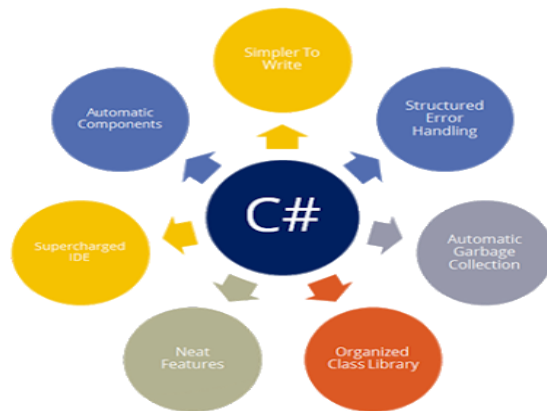 Simpler To
Write
Structured
Error
Handling
Automatic
Garbage
Collection
Organized
Class Library
Neat
Features
Supercharged
IDE
Automatic
Components
C#